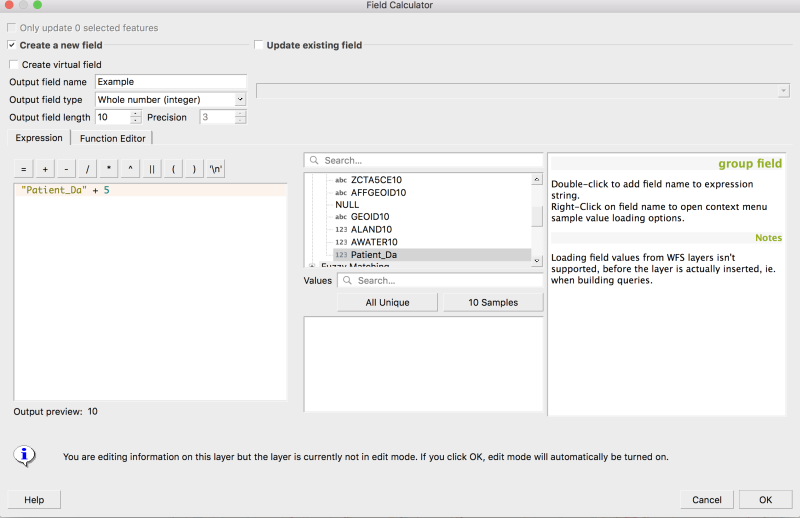 Field Calculator
Only update 0 selected features
Create a new field
Update existing field
Create virtual field
Output field name Example
Output field type Whole number (integer)
Output field length 10 Precision 3
Expression Function Editor
= + - / * ^ || ( ) '\n'
"Patient_Da" + 5
Search...
abc ZCTA5CE10
abc AFFGEOID10
NULL
abc GEOID10
123 ALAND10
123 AWATER10
123 Patient_Da
Fuzzy Matching
Values Search...
All Unique 10 Samples
group field
Double-click to add field name to expression
string.
Right-Click on field name to open context menu
sample value loading options.
Notes
Loading field values from WFS layers isn't
supported, before the layer is actually inserted, ie.
when building queries.
Output preview: 10
You are editing information on this layer but the layer is currently not in edit mode. If you click OK, edit mode will automatically be turned on.
Help Cancel OK